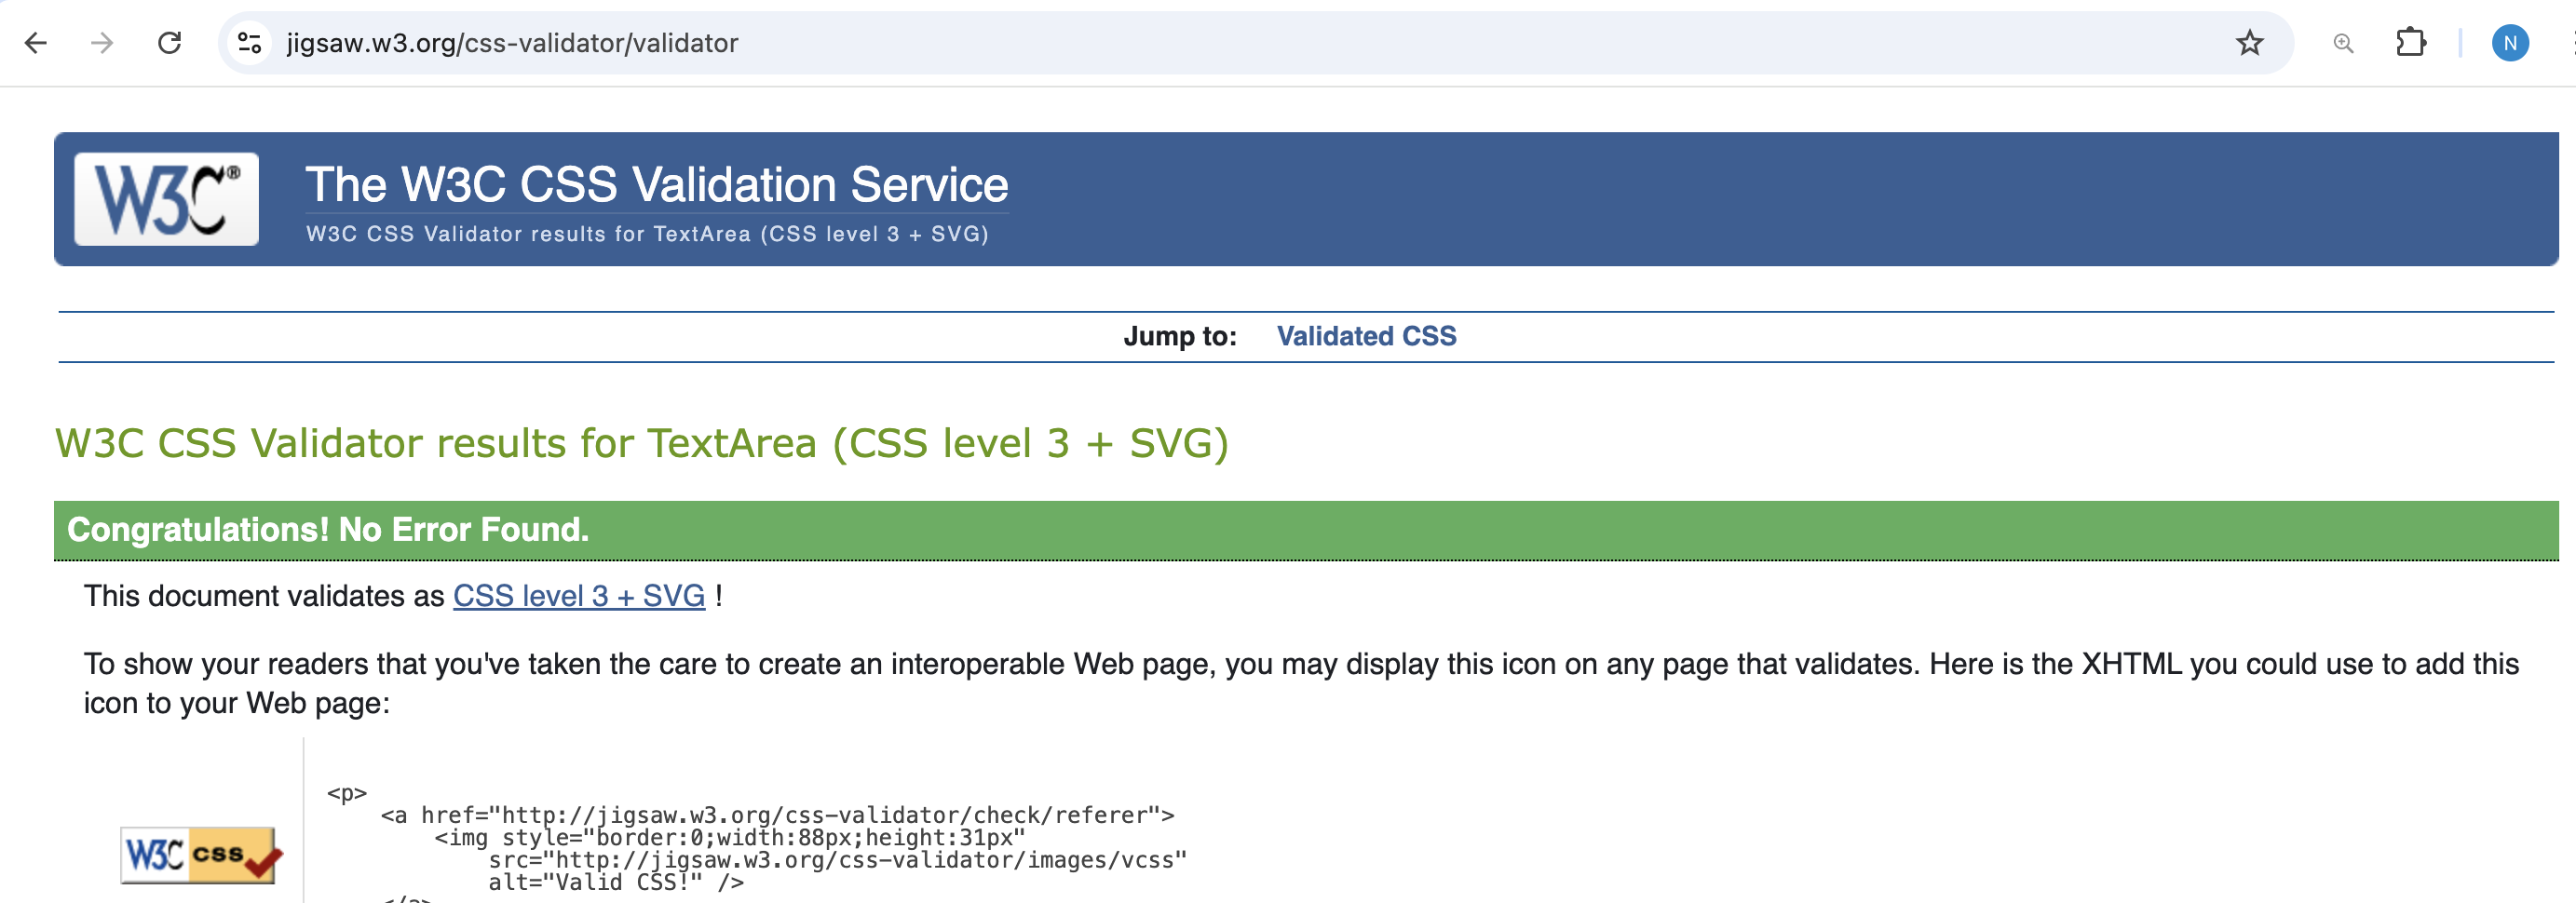 jigsaw.w3.org/css-validator/validator
N
W3C®
The W3C CSS Validation Service
W3C CSS Validator results for TextArea (CSS level 3 + SVG)
Jump to: Validated CSS
W3C CSS Validator results for TextArea (CSS level 3 + SVG)
Congratulations! No Error Found.
This document validates as CSS level 3 + SVG !
To show your readers that you've taken the care to create an interoperable Web page, you may display this icon on any page that validates. Here is the XHTML you could use to add this
icon to your Web page:
W3C css
<p>
<a href="http://jigsaw.w3.org/css-validator/check/referer">
<img style="border:0;width:88px;height:31px"
src="http://jigsaw.w3.org/css-validator/images/vcss"
alt="Valid CSS!" />